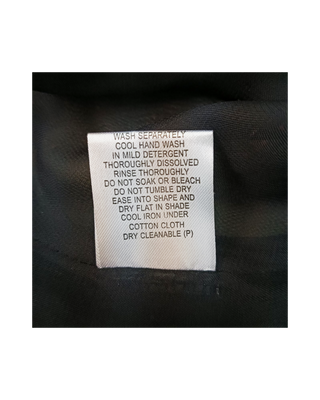 WASH SEPARATELY
COOL HAND WASH
IN MILD DETERGENT
THOROUGHLY DISSOLVED
RINSE THOROUGHLY
DO NOT SOAK OR BLEACH
DO NOT TUMBLE DRY
EASE INTO SHAPE AND
DRY FLAT IN SHADE
COOL IRON UNDER
COTTON CLOTH
DRY CLEANABLE (P)